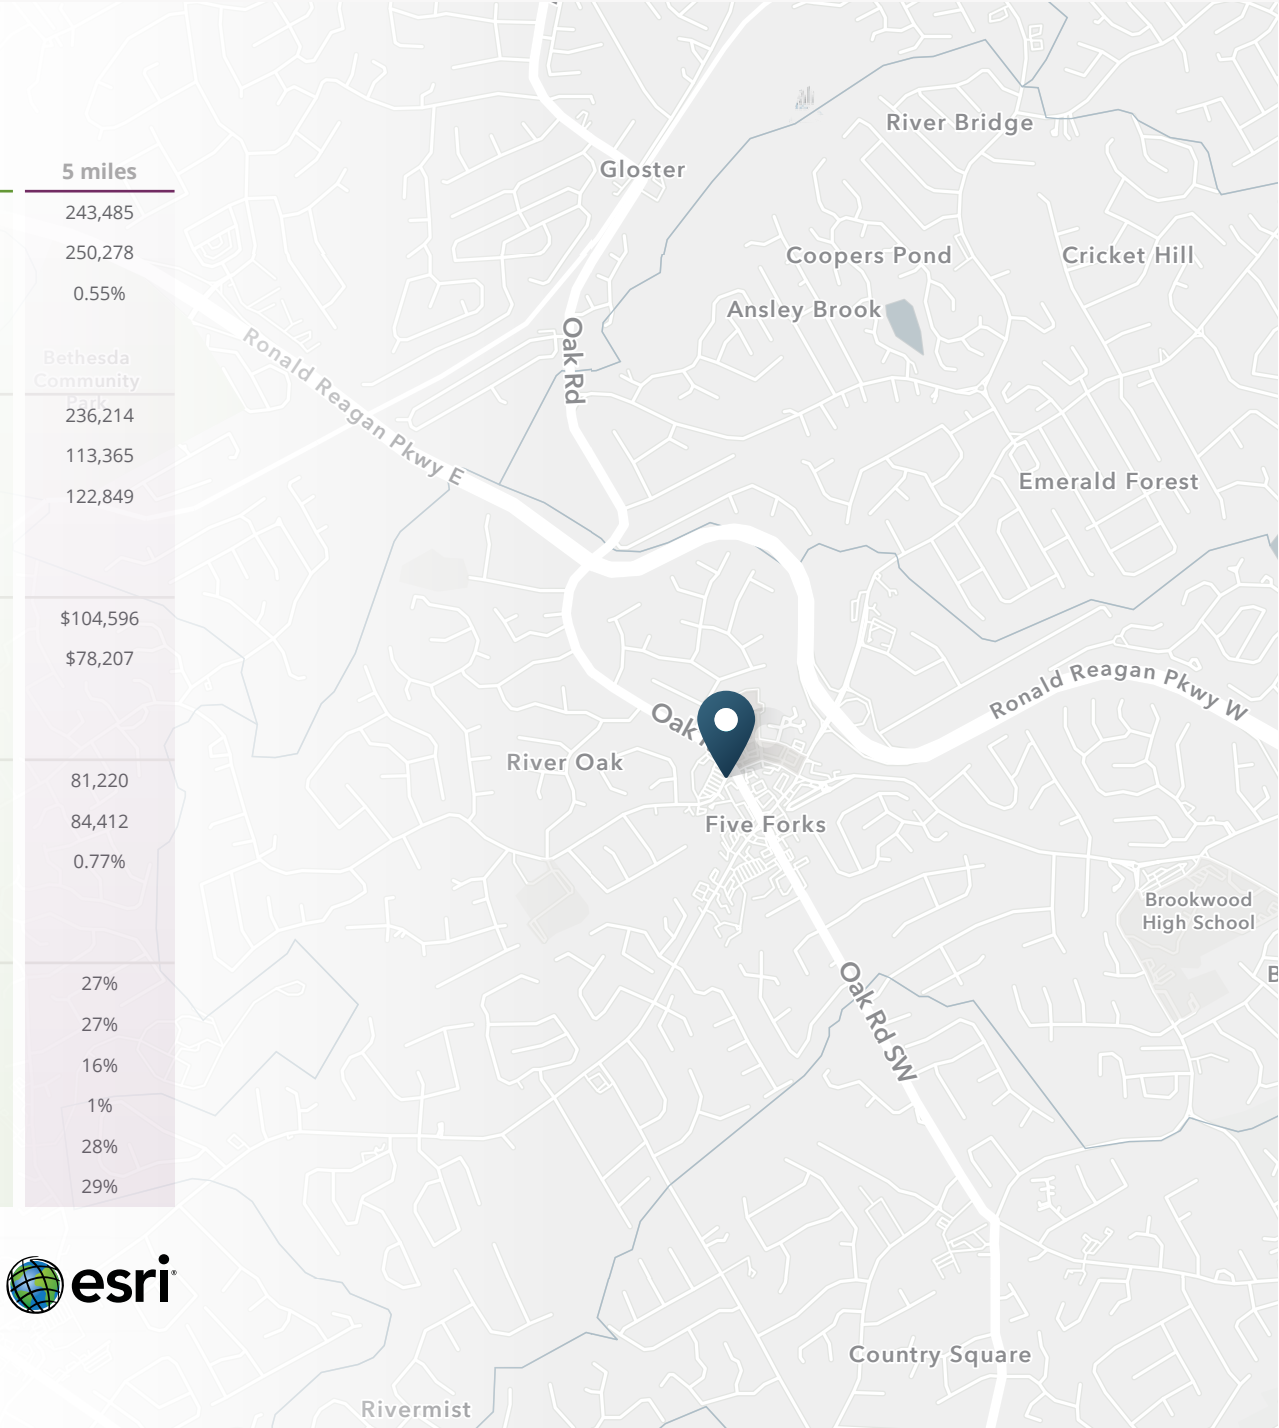 5 miles
243,485
250,278
0.55%
236,214
113,365
122,849
$104,596
$78,207
81,220
84,412
0.77%
27%
27%
16%
1%
28%
29%
esri®
Bethesda
Community
Park
River Bridge
Gloster
Coopers Pond
Cricket Hill
Ansley Brook
Oak Rd
Ronald Reagan Pkwy E
Emerald Forest
Ronald Reagan Pkwy W
Oak
River Oak
Five Forks
Brookwood
High School
B
Oak Rd SW
Country Square
Rivermist